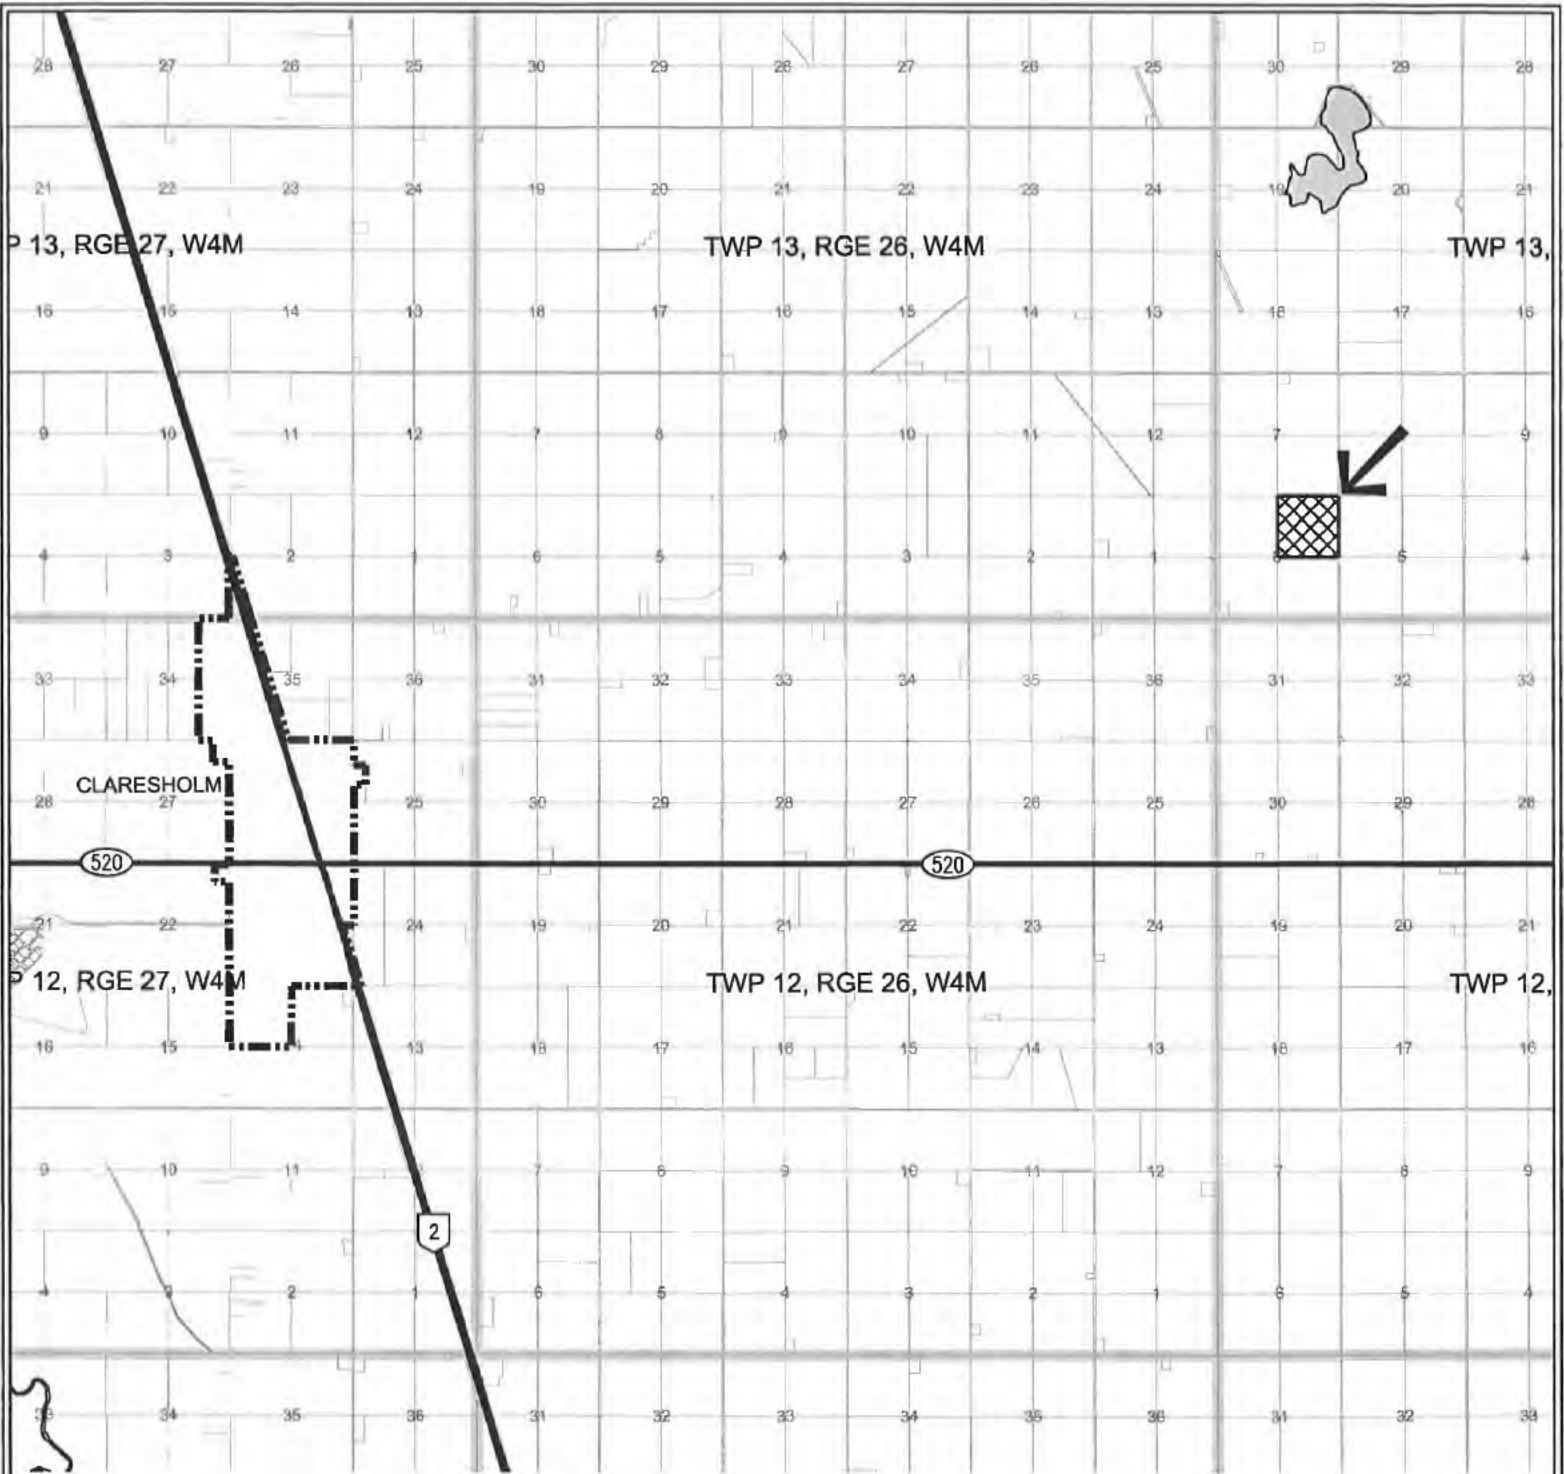 28 27 26 25 30 29 28 27 26 25 30 29 28
21 22 23 24 19 20 21 22 23 24 19 20 21
P 13, RGE 27, W4M TWP 13, RGE 26, W4M TWP 13,
16 15 14 13 18 17 16 15 14 13 18 17 16
9 10 11 12 7 8 9 10 11 12 7 9
4 3 2 1 6 5 4 3 2 1 6 5 4
33 34 35 36 31 32 33 34 35 36 31 32 33
CLARESHOLM
28 27 25 30 29 28 27 26 25 30 29 28
520 520
21 22 24 19 20 21 22 23 24 19 20 21
P 12, RGE 27, W4M TWP 12, RGE 26, W4M TWP 12,
16 15 13 18 17 16 15 14 13 18 17 16
9 10 11 7 8 9 10 11 12 7 8 9
2
4 3 2 1 6 5 4 3 2 1 6 5 4
33 34 35 36 31 32 33 34 35 36 31 32 33